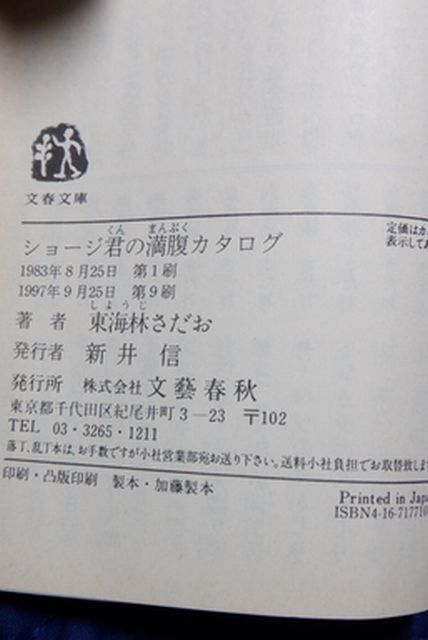 文春文庫
定価はカ
表示してあ
くん まんぷく
ショージ君の満腹カタログ
1983年8月25日 第1刷
1997年9月25日 第9刷
しょうじ
著者 東海林さだお
発行者 新井信
発行所 株式会社 文藝春秋
東京都千代田区紀尾井町3—23 〒102
TEL 03・3265・1211
落丁、乱丁本は、お手数ですが小社営業部宛お送り下さい。送料小社負担でお取替致しま
印刷・凸版印刷 製本・加藤製本
Printed in Japa
ISBN4-16-717710